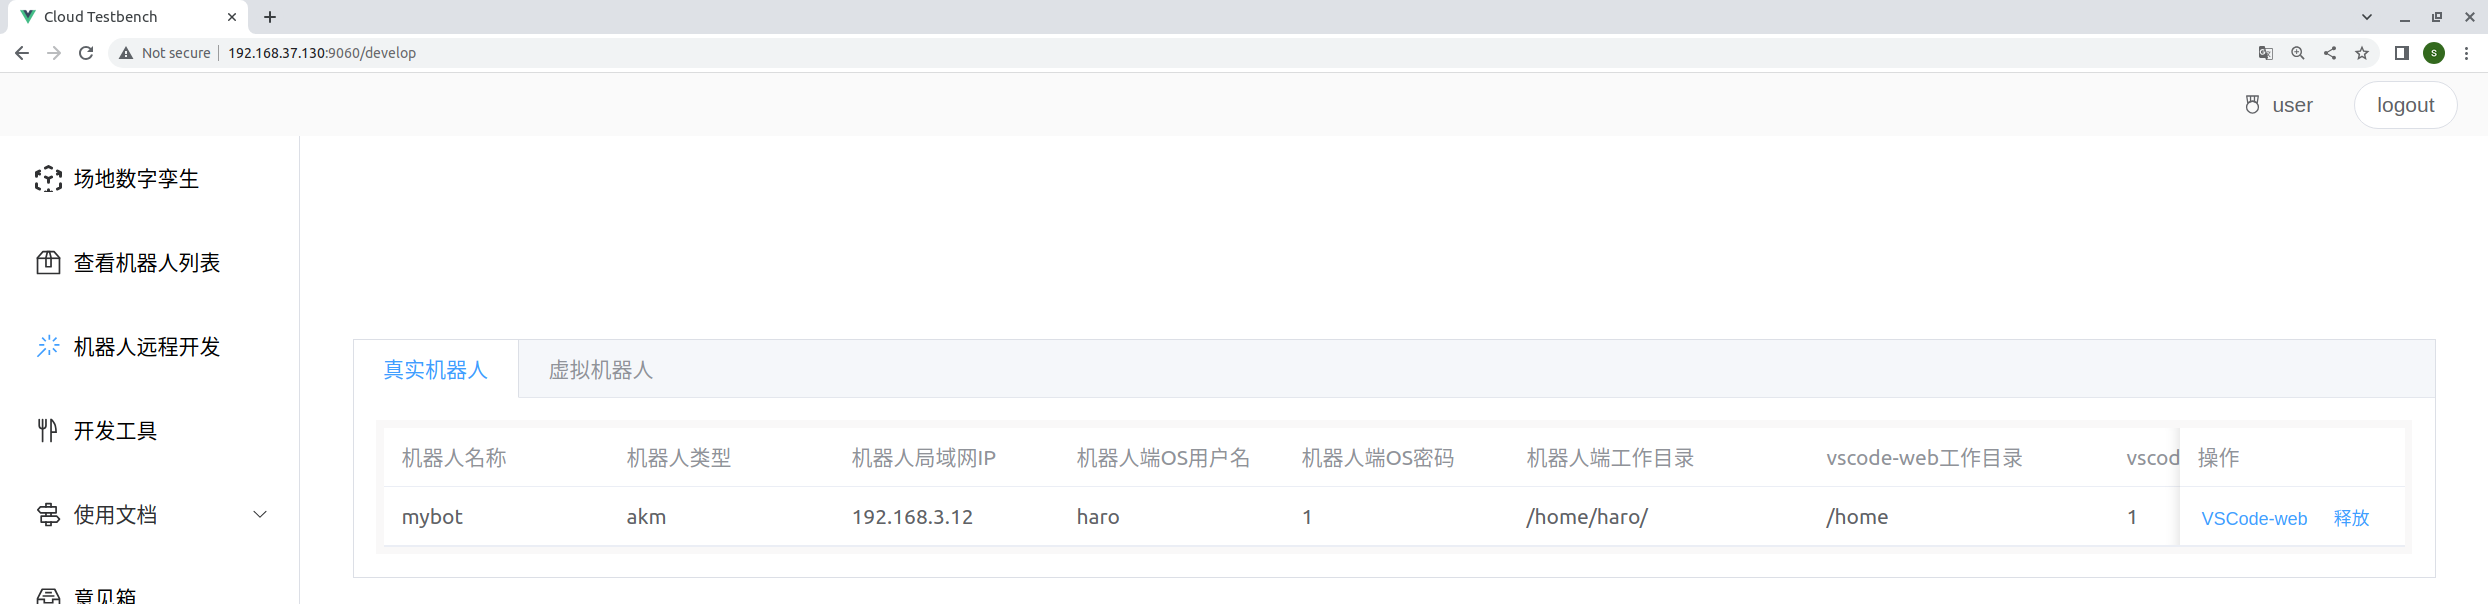 Cloud Testbench
Not secure 192.168.37.130:9060/develop
S
user logout
场地数字孪生
查看机器人列表
机器人远程开发
开发工具
使用文档
意见箱
真实机器人 虚拟机器人
机器人名称 机器人类型 机器人局域网IP 机器人端OS用户名 机器人端OS密码 机器人端工作目录 vscode-web工作目录 vscod 操作
mybot akm 192.168.3.12 haro 1 /home/haro/ /home 1 VSCode-web 释放